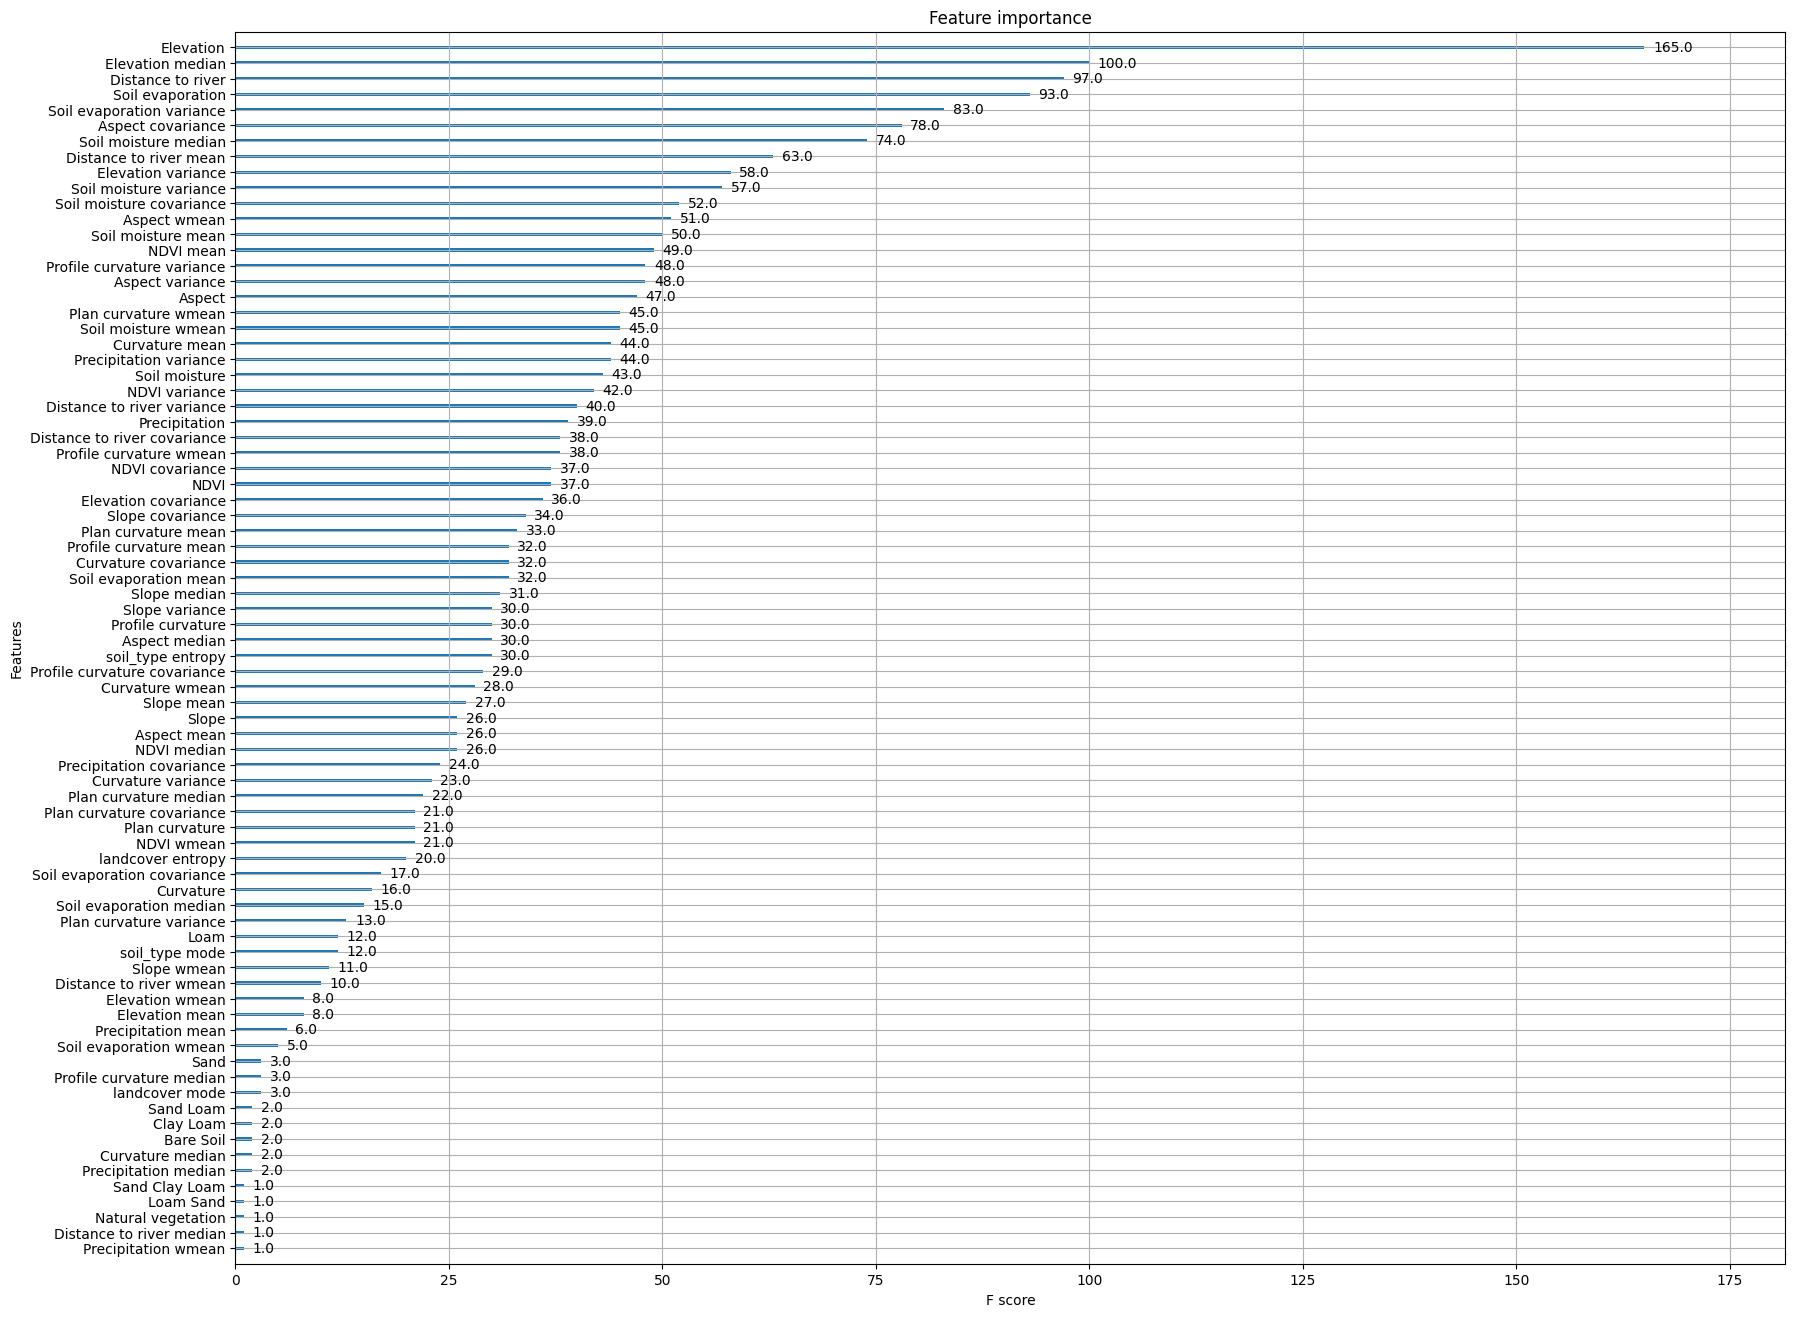 Feature importance
Elevation 165.0
Elevation median 100.0
Distance to river 97.0
Soil evaporation 93.0
Soil evaporation variance 83.0
Aspect covariance 78.0
Soil moisture median 74.0
Distance to river mean 63.0
Elevation variance 58.0
Soil moisture variance 57.0
Soil moisture covariance 52.0
Aspect wmean 51.0
Soil moisture mean 50.0
NDVI mean 49.0
Profile curvature variance 48.0
Aspect variance 48.0
Aspect 47.0
Plan curvature wmean 45.0
Soil moisture wmean 45.0
Curvature mean 44.0
Precipitation variance 44.0
Soil moisture 43.0
NDVI variance 42.0
Distance to river variance 40.0
Precipitation 39.0
Distance to river covariance 38.0
Profile curvature wmean 38.0
NDVI covariance 37.0
NDVI 37.0
Elevation covariance 36.0
Slope covariance 34.0
Plan curvature mean 33.0
Profile curvature mean 32.0
Curvature covariance 32.0
Soil evaporation mean 32.0
Slope median 31.0
Slope variance 30.0
Profile curvature 30.0
Aspect median 30.0
soil_type entropy 30.0
Profile curvature covariance 29.0
Curvature wmean 28.0
Slope mean 27.0
Slope 26.0
Aspect mean 26.0
NDVI median 26.0
Precipitation covariance 24.0
Curvature variance 23.0
Plan curvature median 22.0
Plan curvature covariance 21.0
Plan curvature 21.0
NDVI wmean 21.0
landcover entropy 20.0
Soil evaporation covariance 17.0
Curvature 16.0
Soil evaporation median 15.0
Plan curvature variance 13.0
Loam 12.0
soil_type mode 12.0
Slope wmean 11.0
Distance to river wmean 10.0
Elevation wmean 8.0
Elevation mean 8.0
Precipitation mean 6.0
Soil evaporation wmean 5.0
Sand 3.0
Profile curvature median 3.0
landcover mode 3.0
Sand Loam 2.0
Clay Loam 2.0
Bare Soil 2.0
Curvature median 2.0
Precipitation median 2.0
Sand Clay Loam 1.0
Loam Sand 1.0
Natural vegetation 1.0
Distance to river median 1.0
Precipitation wmean 1.0
Features
0 25 50 75 100 125 150 175
F score